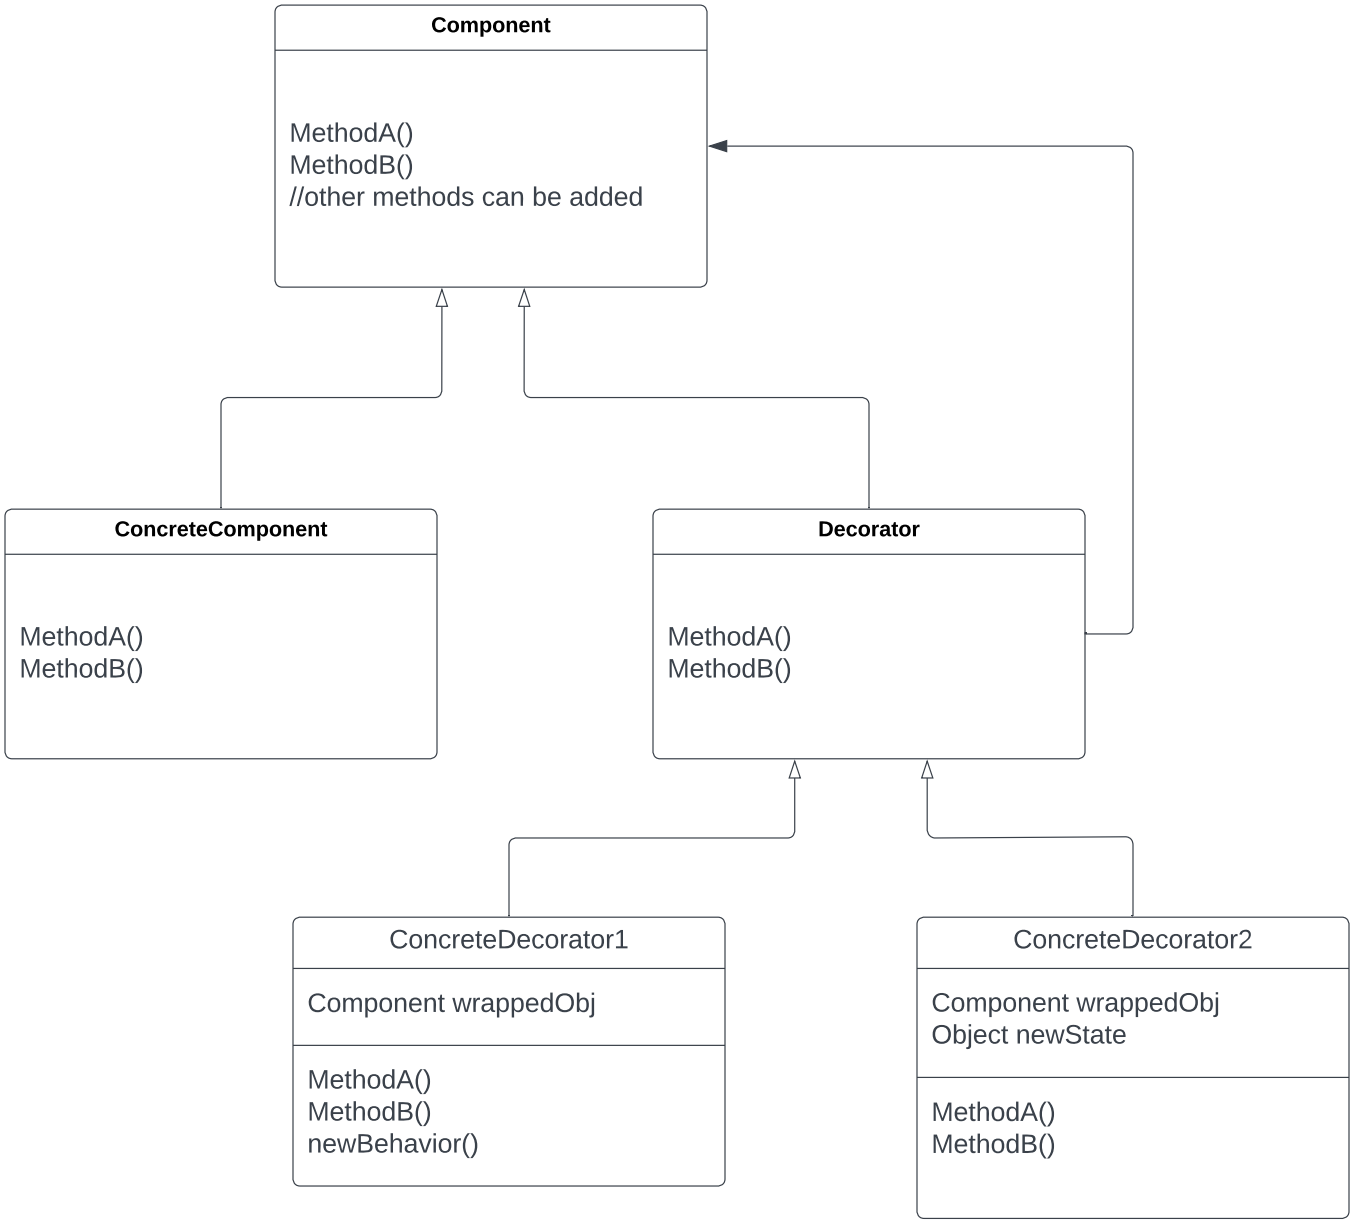 Component
MethodA()
MethodB()
//other methods can be added
ConcreteComponent
MethodA()
MethodB()
Decorator
MethodA()
MethodB()
ConcreteDecorator1
Component wrappedObj
MethodA()
MethodB()
newBehavior()
ConcreteDecorator2
Component wrappedObj
Object newState
MethodA()
MethodB()